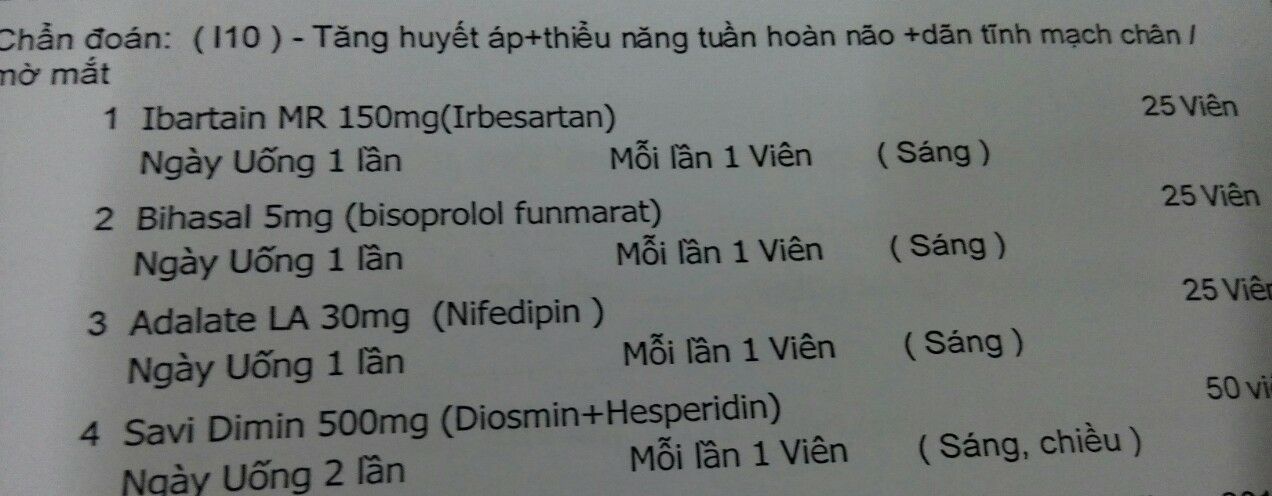 Chẩn đoán: ( I10 ) - Tăng huyết áp+thiểu năng tuần hoàn não +dãn tĩnh mạch chân /
mờ mắt
1 Ibartain MR 150mg(Irbesartan) 25 Viên
Ngày Uống 1 lần Mỗi lần 1 Viên ( Sáng )
2 Bihasal 5mg (bisoprolol funmarat) 25 Viên
Ngày Uống 1 lần Mỗi lần 1 Viên ( Sáng )
3 Adalate LA 30mg (Nifedipin ) 25 Viên
Ngày Uống 1 lần Mỗi lần 1 Viên ( Sáng )
4 Savi Dimin 500mg (Diosmin+Hesperidin) 50 vi
Ngày Uống 2 lần Mỗi lần 1 Viên ( Sáng, chiều )